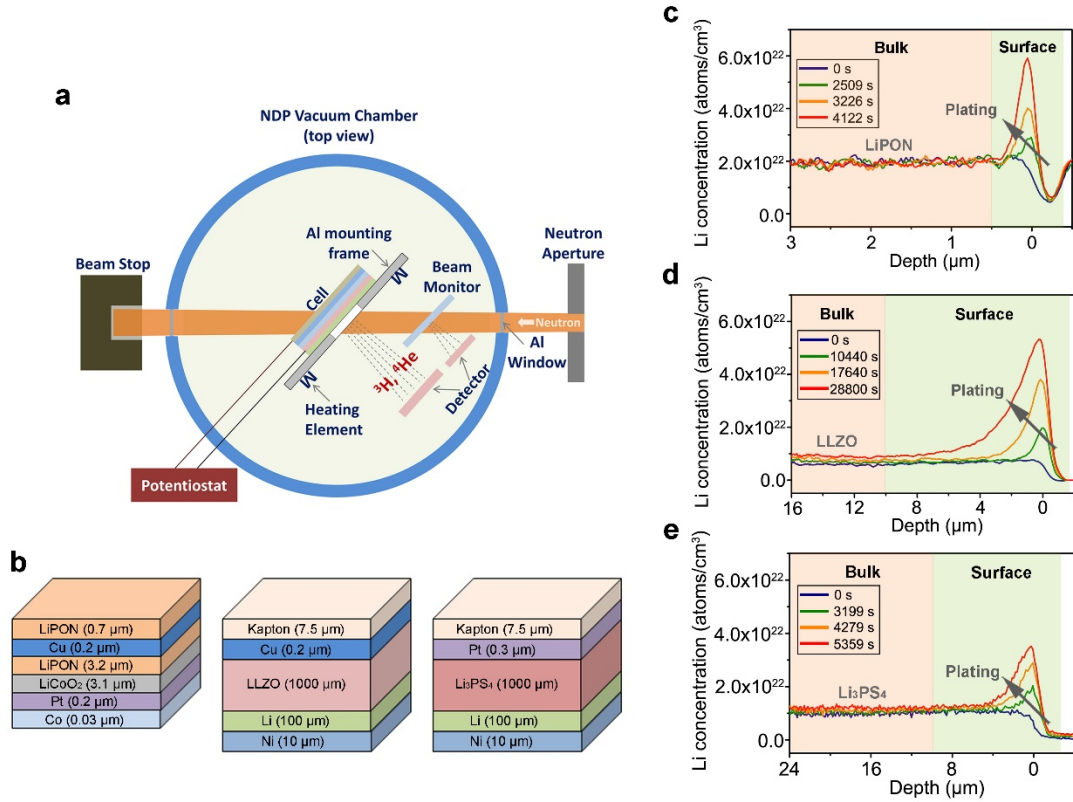 a
NDP Vacuum Chamber
(top view)
Al mounting
frame
Neutron
Aperture
Beam Stop
Beam
Monitor
Cell
M
Neutron
Al
Window
³H, ⁴He
Detector
M
Heating
Element
Potentiostat
b
LiPON (0.7 µm)
Cu (0.2 µm)
LiPON (3.2 µm)
LiCoO₂ (3.1 µm)
Pt (0.2 µm)
Co (0.03 µm)
Kapton (7.5 µm)
Cu (0.2 µm)
LLZO (1000 µm)
Li (100 µm)
Ni (10 µm)
Kapton (7.5 µm)
Pt (0.3 µm)
Li₃PS₄ (1000 µm)
Li (100 µm)
Ni (10 µm)
c
Li concentration (atoms/cm³)
6.0x10²²
4.0x10²²
2.0x10²²
0.0
Bulk
Surface
0 s
2509 s
3226 s
4122 s
Plating
LiPON
3 2 1 0
Depth (µm)
d
Li concentration (atoms/cm³)
6.0x10²²
4.0x10²²
2.0x10²²
0.0
Bulk
Surface
0 s
10440 s
17640 s
28800 s
Plating
LLZO
16 12 8 4 0
Depth (µm)
e
Li concentration (atoms/cm³)
6.0x10²²
4.0x10²²
2.0x10²²
0.0
Bulk
Surface
0 s
3199 s
4279 s
5359 s
Plating
Li₃PS₄
24 16 8 0
Depth (µm)